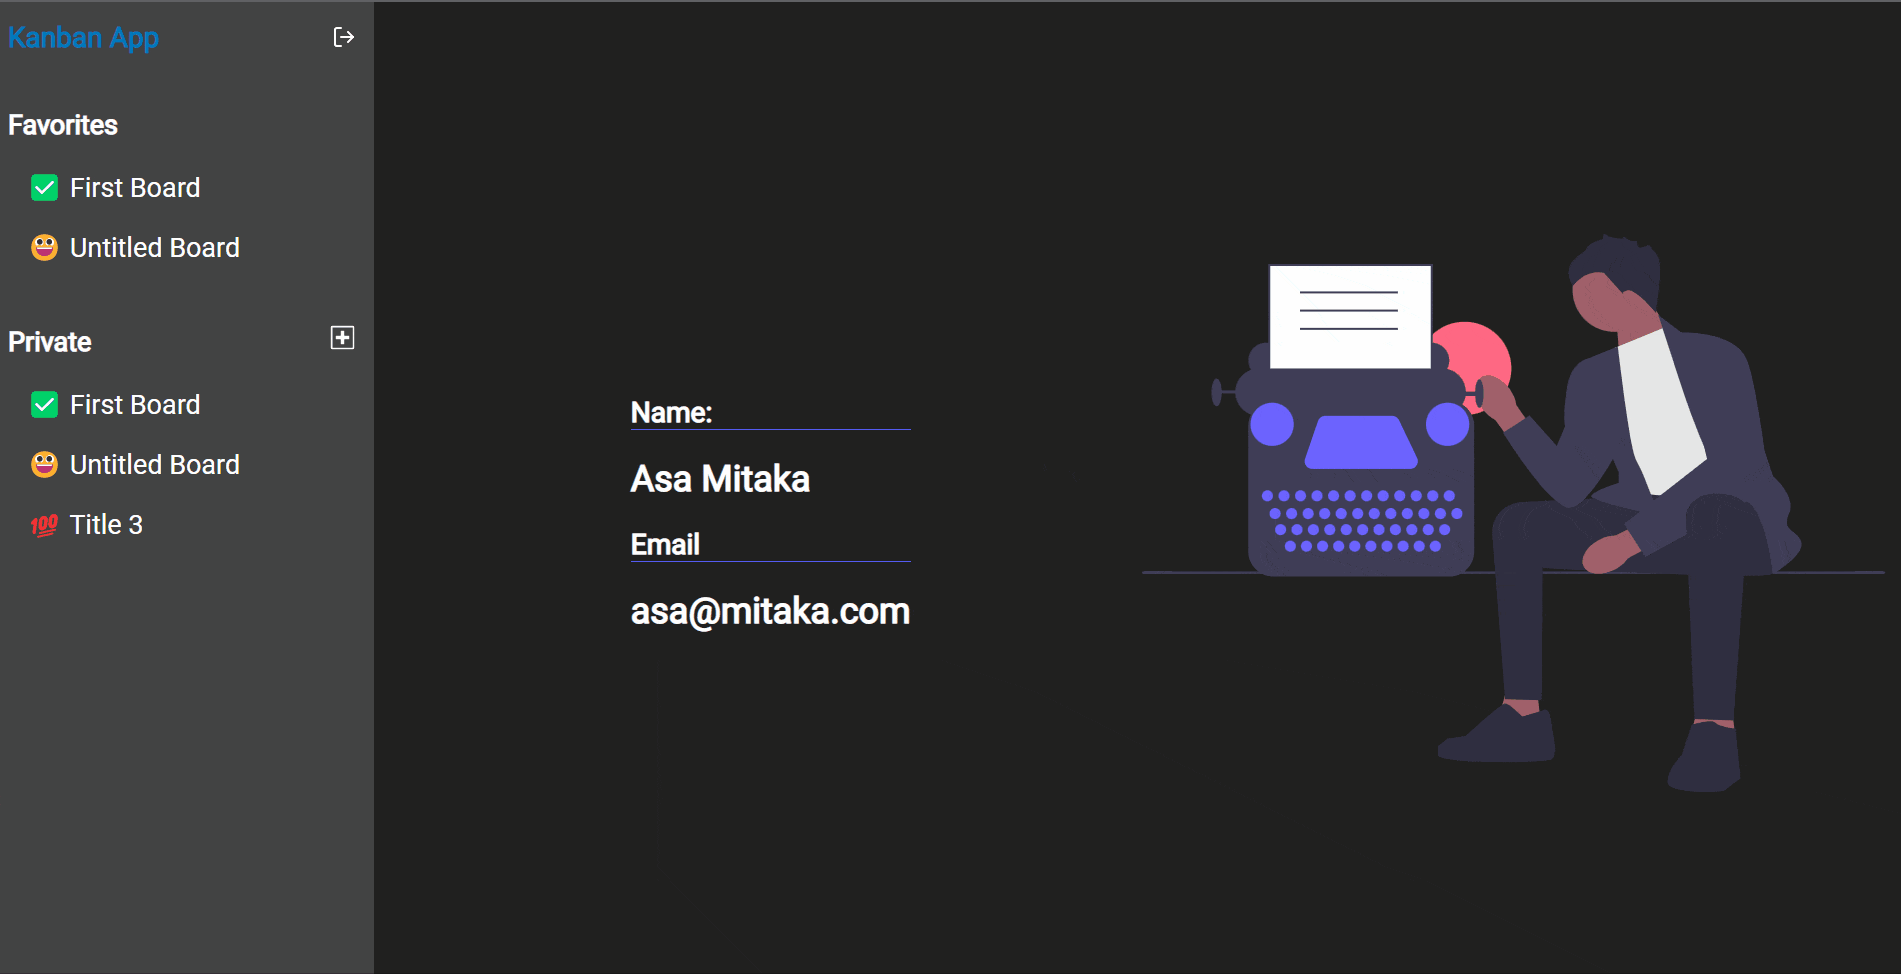 Kanban App
Favorites
✅ First Board
😀 Untitled Board
Private
✅ First Board
😀 Untitled Board
💯 Title 3
Name:
Asa Mitaka
Email
asa@mitaka.com